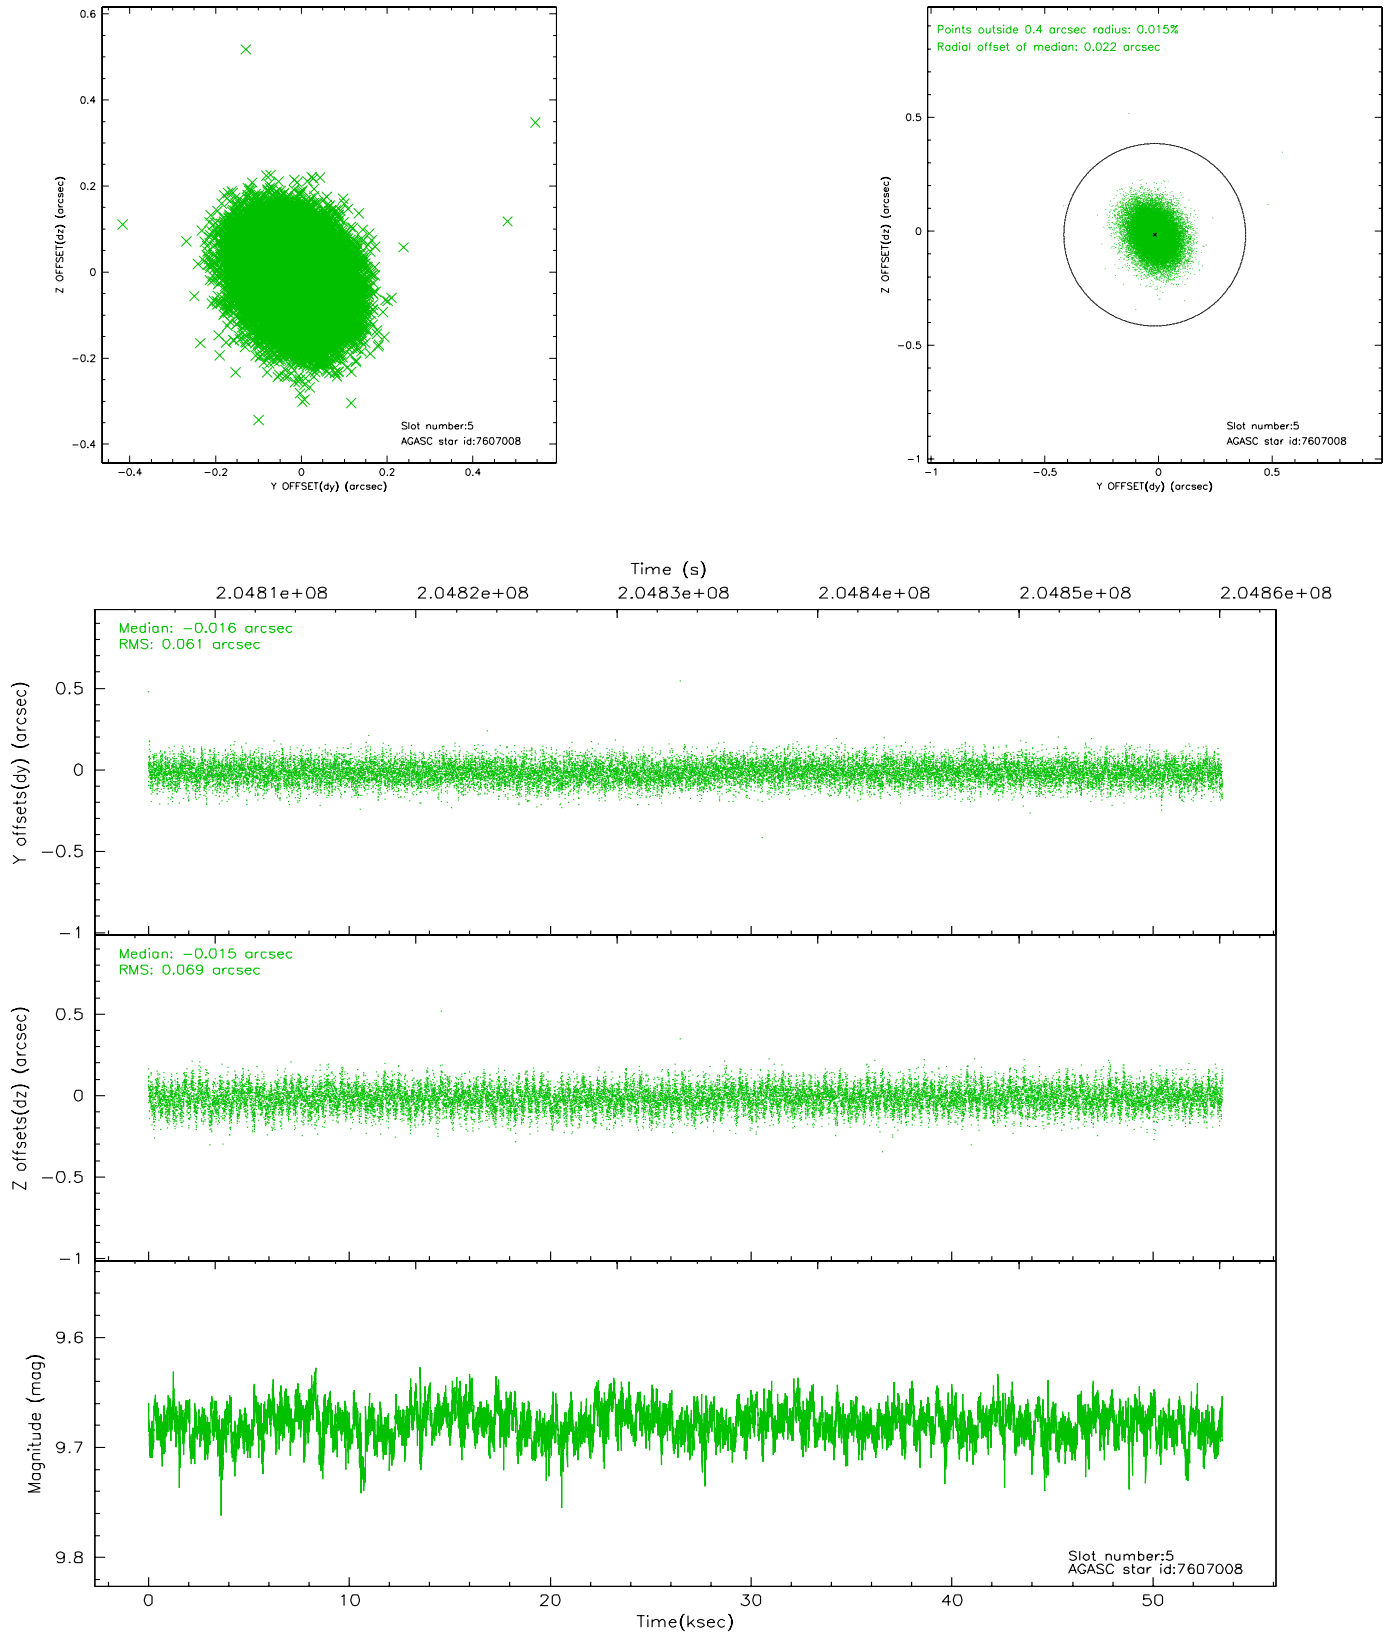 0.6
0.4
0.2
0
−0.2
−0.4
Z OFFSET(dz) (arcsec)
−0.4 −0.2 0 0.2 0.4
Y OFFSET(dy) (arcsec)
Slot number:5
AGASC star id:7607008
Points outside 0.4 arcsec radius: 0.015%
Radial offset of median: 0.022 arcsec
0.5
0
−0.5
−1
Z OFFSET(dz) (arcsec)
−1 −0.5 0 0.5
Y OFFSET(dy) (arcsec)
Slot number:5
AGASC star id:7607008
Time (s)
2.0481e+08 2.0482e+08 2.0483e+08 2.0484e+08 2.0485e+08 2.0486e+08
Median: −0.016 arcsec
RMS: 0.061 arcsec
0.5
0
−0.5
−1
Y offsets(dy) (arcsec)
Median: −0.015 arcsec
RMS: 0.069 arcsec
0.5
0
−0.5
−1
Z offsets(dz) (arcsec)
9.6
9.7
9.8
Magnitude (mag)
Slot number:5
AGASC star id:7607008
0 10 20 30 40 50
Time(ksec)